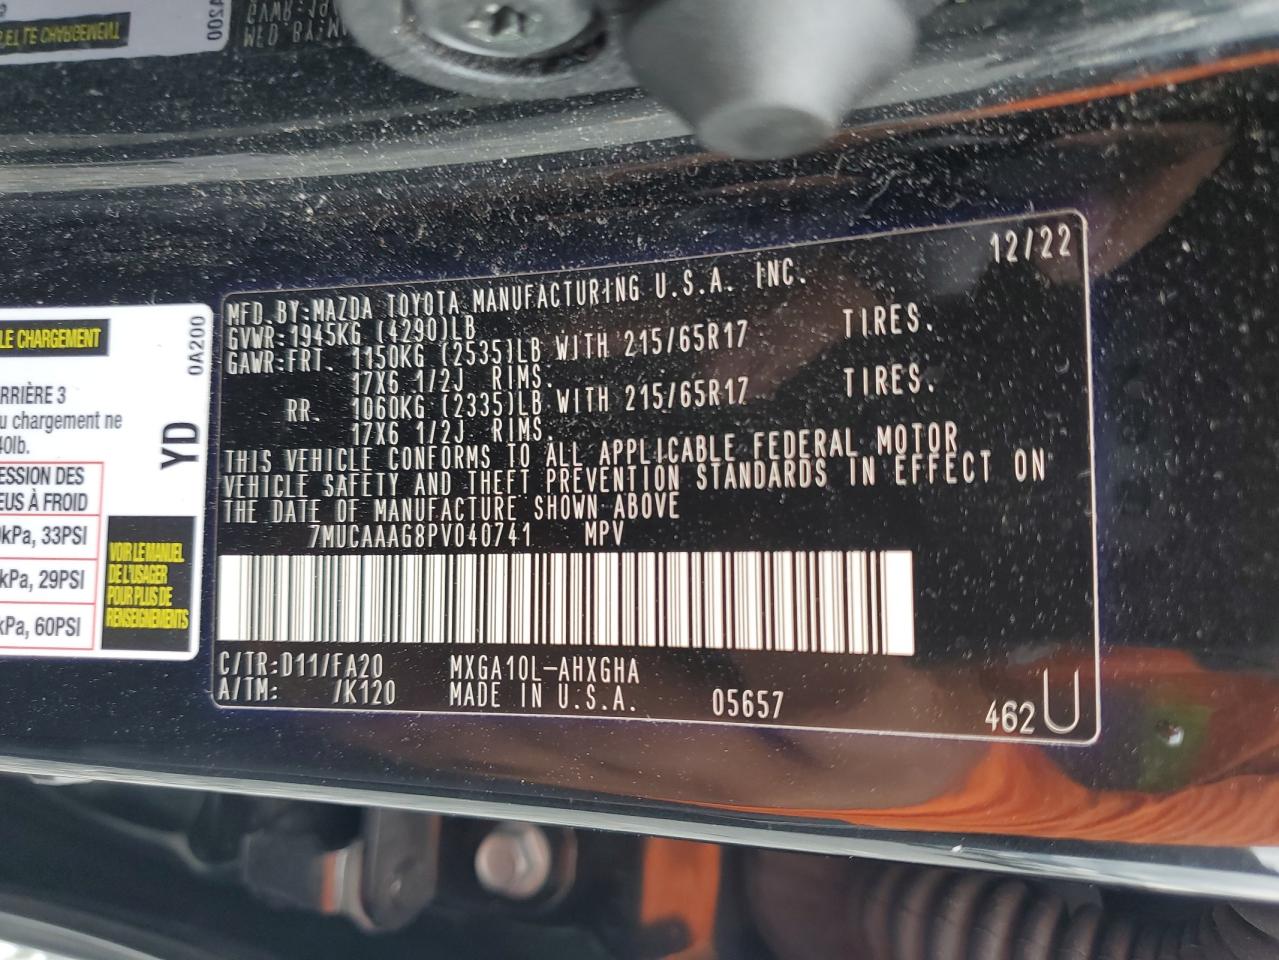 12/22
MFD BY:MAZDA TOYOTA MANUFACTURING U.S.A. INC.
GVWR:1945KG (4290)LB
GAWR:FRT. 1150KG (2535)LB WITH 215/65R17 TIRES.
17X6 1/2J RIMS.
RR. 1060KG (2335)LB WITH 215/65R17 TIRES.
17X6 1/2J RIMS.
THIS VEHICLE CONFORMS TO ALL APPLICABLE FEDERAL MOTOR
VEHICLE SAFETY AND THEFT PREVENTION STANDARDS IN EFFECT ON
THE DATE OF MANUFACTURE SHOWN ABOVE
7MUCAAAG8PV040741 MPV
C/TR:D11/FA20 MXGA10L-AHXGHA
A/TM: /K120 MADE IN U.S.A. 05657 462 U
LE CHARGEMENT
0A200
YD
RRIÈRE 3
u chargement ne
40lb.
ESSION DES
EUS À FROID
kPa, 33PSI
kPa, 29PSI
kPa, 60PSI
VOIR LE MANUEL
DE L'USAGER
POUR PLUS DE
RENSEIGNEMENTS